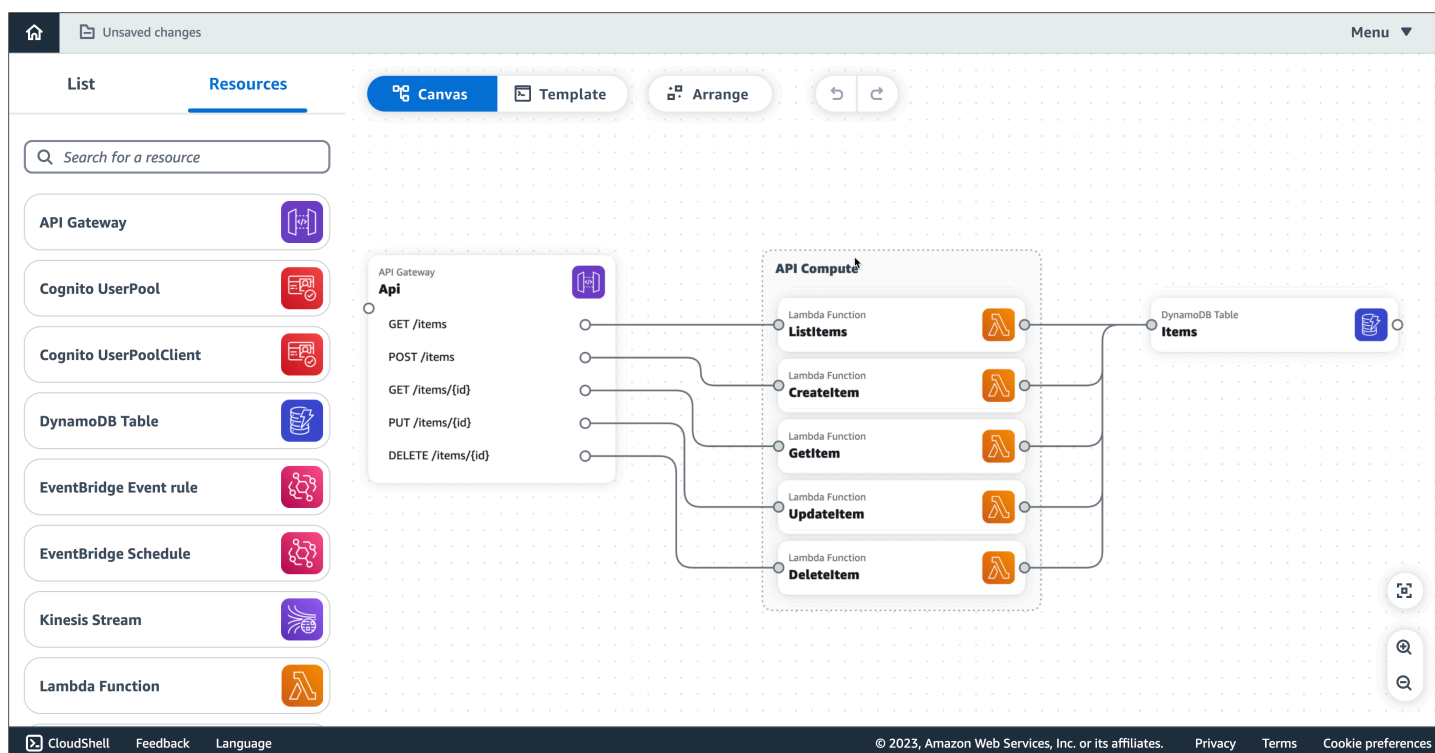 Unsaved changes
Menu ▼
List
Resources
Canvas
Template
Arrange
Search for a resource
API Gateway
Cognito UserPool
Cognito UserPoolClient
DynamoDB Table
EventBridge Event rule
EventBridge Schedule
Kinesis Stream
Lambda Function
API Gateway
Api
GET /items
POST /items
GET /items/{id}
PUT /items/{id}
DELETE /items/{id}
API Compute
Lambda Function
ListItems
Lambda Function
CreateItem
Lambda Function
GetItem
Lambda Function
UpdateItem
Lambda Function
DeleteItem
DynamoDB Table
Items
CloudShell
Feedback
Language
© 2023, Amazon Web Services, Inc. or its affiliates.
Privacy
Terms
Cookie preferences